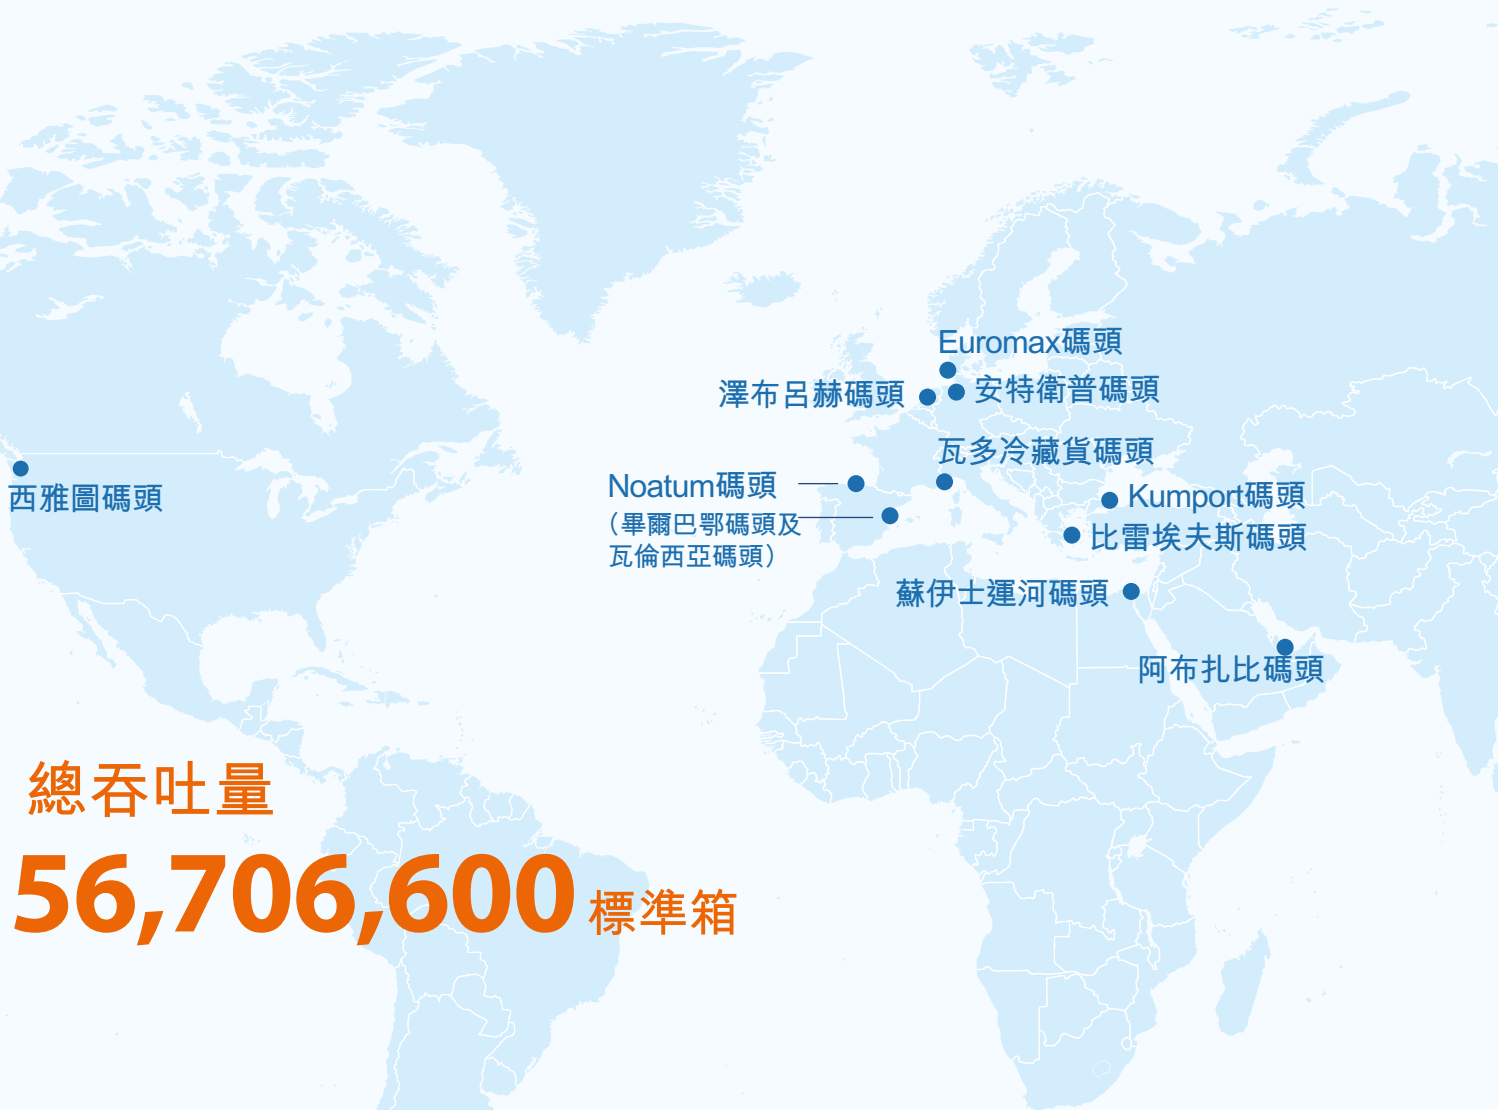 Euromax碼頭
澤布呂赫碼頭
安特衛普碼頭
瓦多冷藏貨碼頭
西雅圖碼頭
Noatum碼頭
（畢爾巴鄂碼頭及
瓦倫西亞碼頭）
Kumport碼頭
比雷埃夫斯碼頭
蘇伊士運河碼頭
阿布扎比碼頭
總吞吐量
56,706,600 標準箱